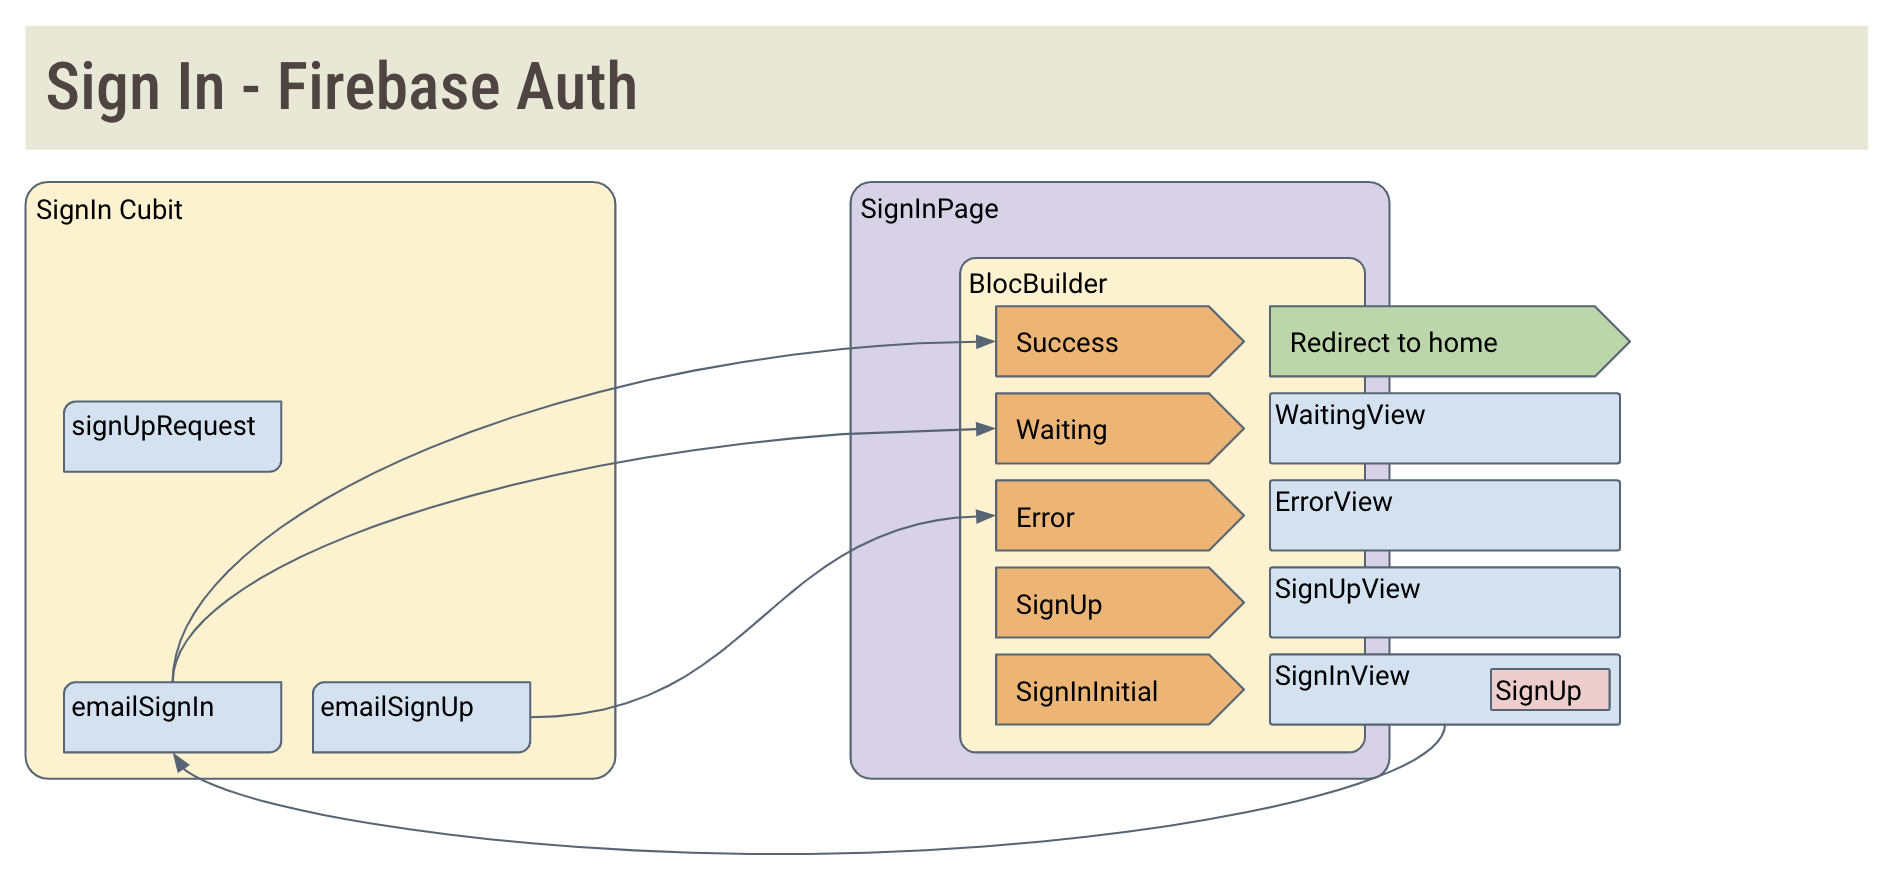 Sign In - Firebase Auth
SignIn Cubit
signUpRequest
emailSignIn
emailSignUp
SignInPage
BlocBuilder
Success
Redirect to home
Waiting
WaitingView
Error
ErrorView
SignUp
SignUpView
SignInInitial
SignInView
SignUp